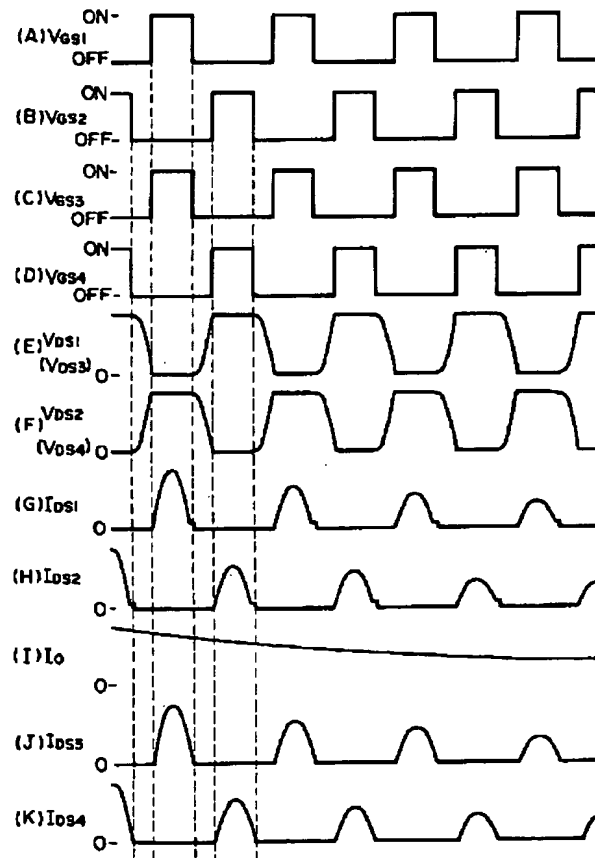 ON-
(A)VGS1
OFF
ON-
(B)VGS2
OFF-
ON-
(C)VGS3
OFF
ON
(D)VGS4
OFF-
(E)VDS1
(VDS3)
0-
(F)VDS2
(VDS4)
0
(G)IDS1
0
(H)IDS2
0-
(I)IO
0-
(J)IDS3
0
(K)IDS4
0-